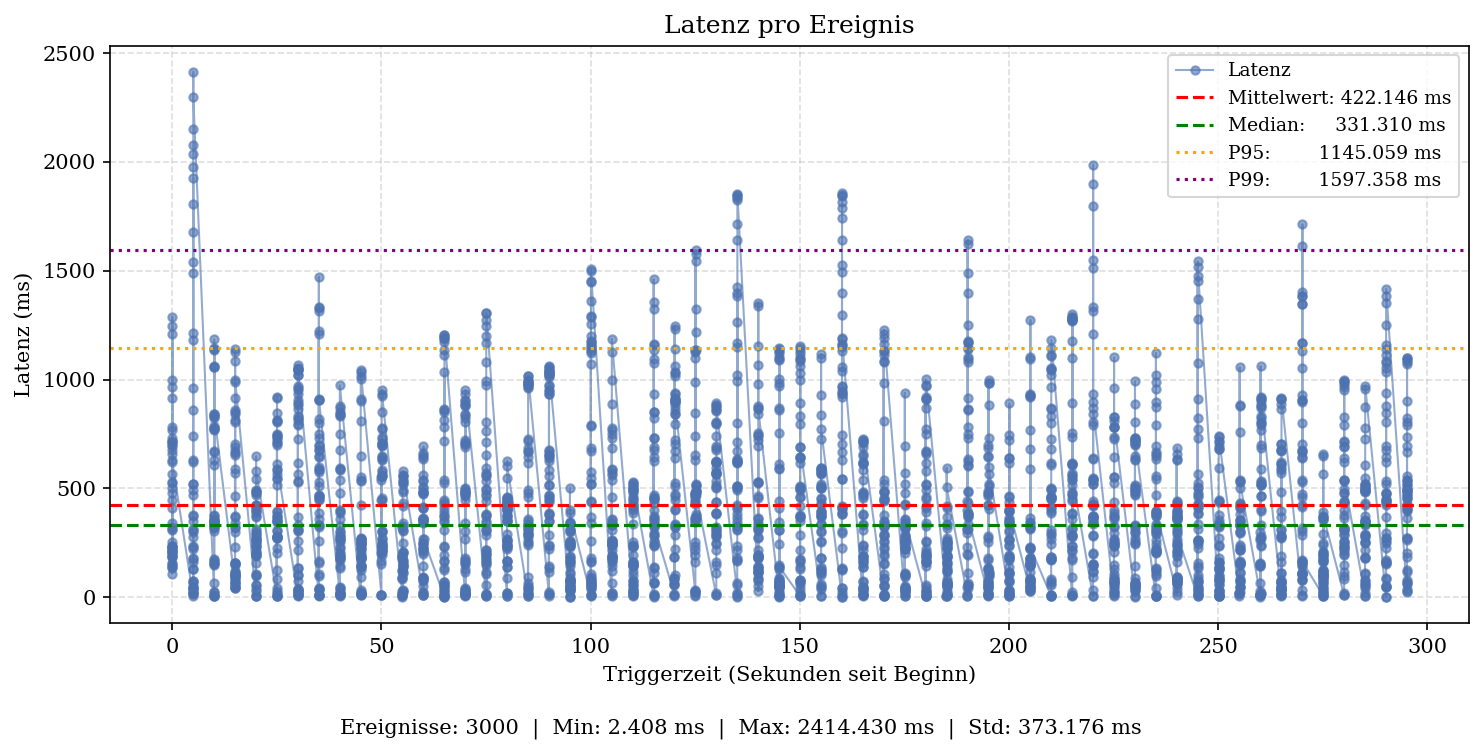 Latenz pro Ereignis
2500
2000
1500
1000
500
0
Latenz (ms)
Latenz
Mittelwert: 422.146 ms
Median: 331.310 ms
P95: 1145.059 ms
P99: 1597.358 ms
0 50 100 150 200 250 300
Triggerzeit (Sekunden seit Beginn)
Ereignisse: 3000 | Min: 2.408 ms | Max: 2414.430 ms | Std: 373.176 ms